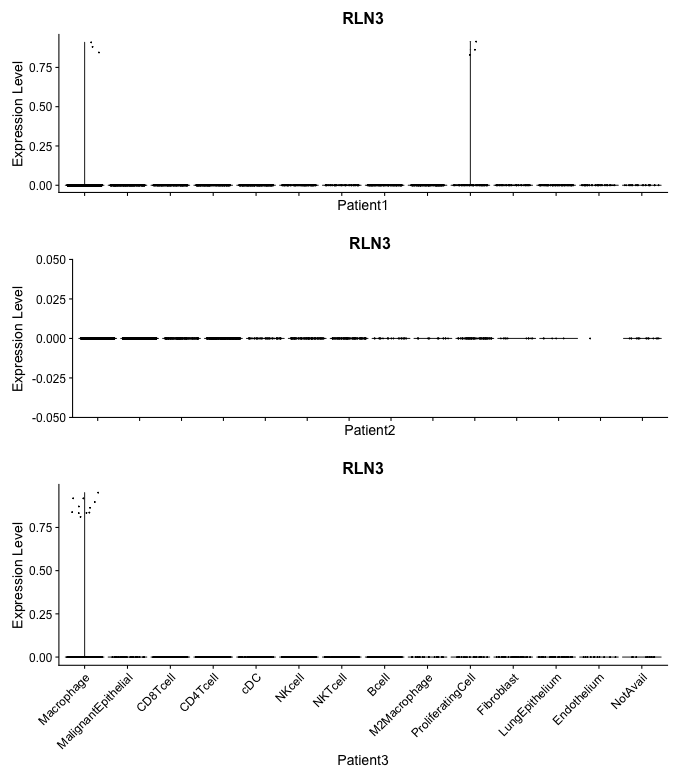 RLN3
Expression Level
0.75
0.50
0.25
0.00
Patient1
RLN3
Expression Level
0.050
0.025
0.000
-0.025
-0.050
Patient2
RLN3
Expression Level
0.75
0.50
0.25
0.00
Macrophage
MalignantEpithelial
CD8Tcell
CD4Tcell
cDC
NKcell
NKTcell
Bcell
M2Macrophage
ProliferatingCell
Fibroblast
LungEpithelium
Endothelium
NotAvail
Patient3